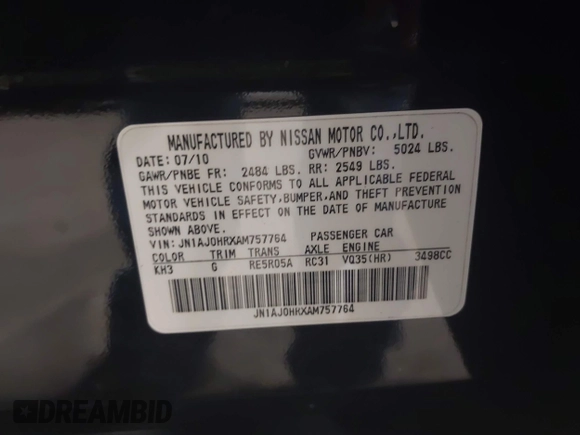 MANUFACTURED BY NISSAN MOTOR CO.,LTD.
DATE: 07/10 GVWR/PNBV: 5024 LBS.
GAWR/PNBE FR: 2484 LBS. RR: 2549 LBS.
THIS VEHICLE CONFORMS TO ALL APPLICABLE FEDERAL
MOTOR VEHICLE SAFETY,BUMPER,AND THEFT PREVENTION
STANDARDS IN EFFECT ON THE DATE OF MANUFACTURE
SHOWN ABOVE.
VIN: JN1AJ0HRXAM757764 PASSENGER CAR
COLOR TRIM TRANS AXLE ENGINE
KH3 G RE5R05A RC31 VQ35(HR) 3498CC
JN1AJ0HRXAM757764
DREAMBID